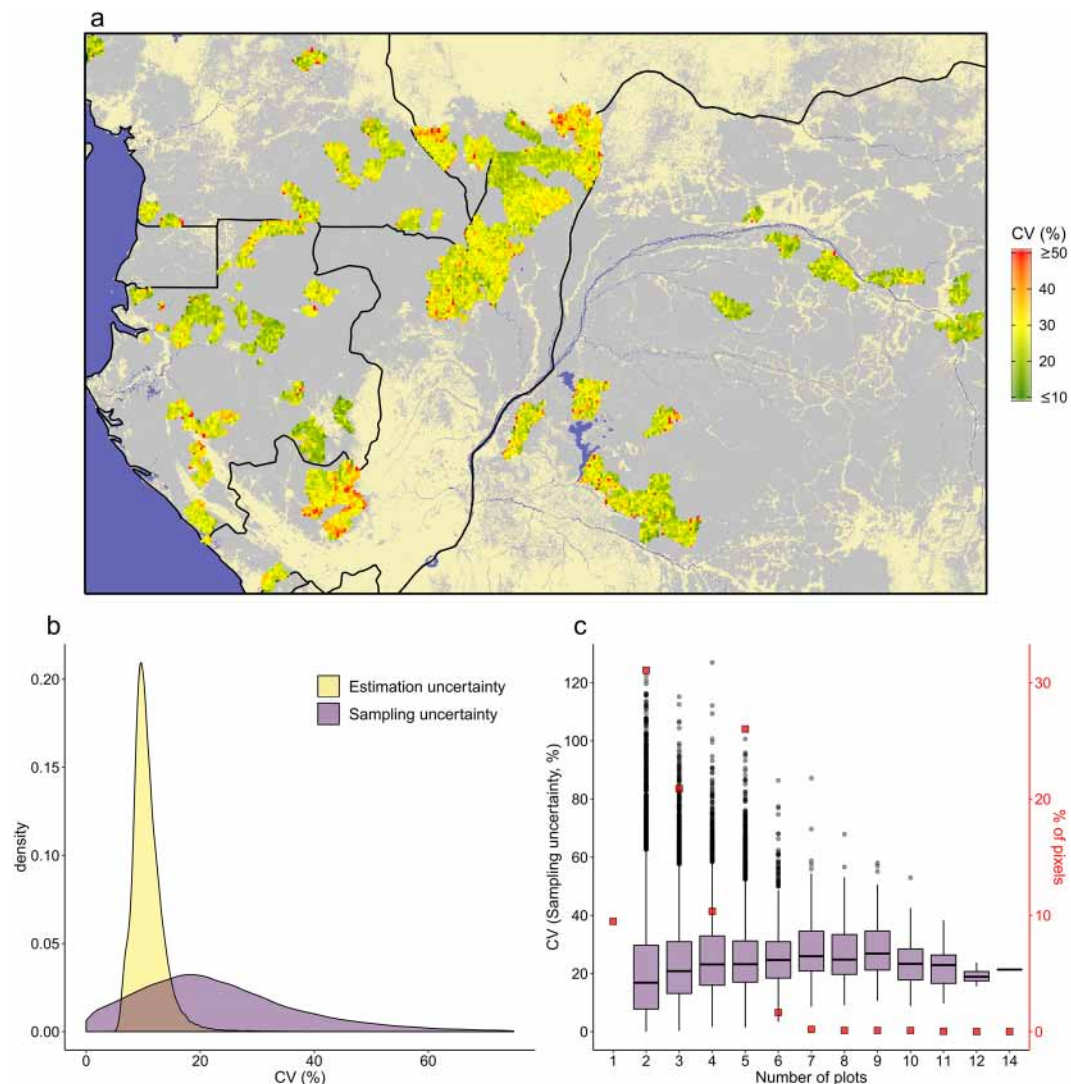 a
CV (%)
≥50
40
30
20
≤10
b
Estimation uncertainty
Sampling uncertainty
density
0.20
0.15
0.10
0.05
0.00
0 20 40 60
CV (%)
c
CV (Sampling uncertainty, %)
120
100
80
60
40
20
0
% of pixels
30
20
10
0
1 2 3 4 5 6 7 8 9 10 11 12 14
Number of plots